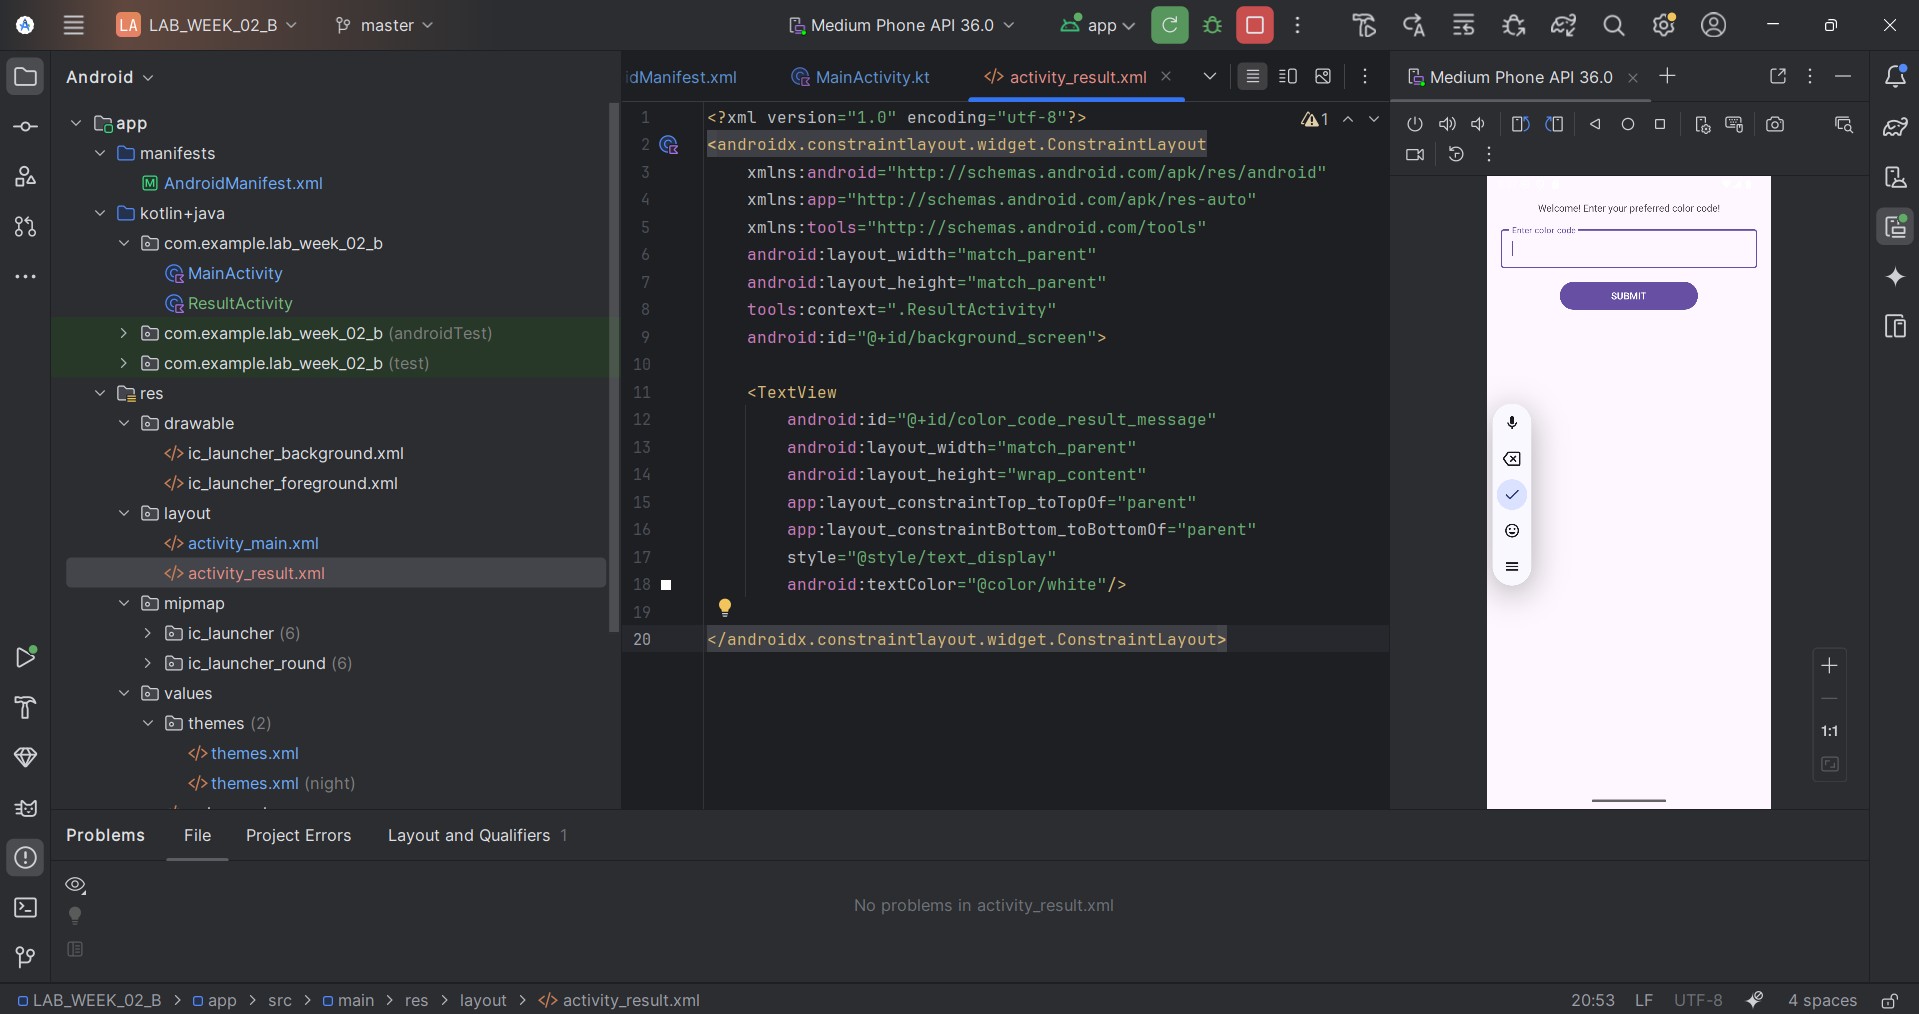 LA LAB_WEEK_02_B master Medium Phone API 36.0 app
Android
app
manifests
AndroidManifest.xml
kotlin+java
com.example.lab_week_02_b
MainActivity
ResultActivity
com.example.lab_week_02_b (androidTest)
com.example.lab_week_02_b (test)
res
drawable
ic_launcher_background.xml
ic_launcher_foreground.xml
layout
activity_main.xml
activity_result.xml
mipmap
ic_launcher (6)
ic_launcher_round (6)
values
themes (2)
themes.xml
themes.xml (night)
idManifest.xml MainActivity.kt activity_result.xml
1 <?xml version="1.0" encoding="utf-8"?> 1
2 <androidx.constraintlayout.widget.ConstraintLayout
3 xmlns:android="http://schemas.android.com/apk/res/android"
4 xmlns:app="http://schemas.android.com/apk/res-auto"
5 xmlns:tools="http://schemas.android.com/tools"
6 android:layout_width="match_parent"
7 android:layout_height="match_parent"
8 tools:context=".ResultActivity"
9 android:id="@+id/background_screen">
10
11 <TextView
12 android:id="@+id/color_code_result_message"
13 android:layout_width="match_parent"
14 android:layout_height="wrap_content"
15 app:layout_constraintTop_toTopOf="parent"
16 app:layout_constraintBottom_toBottomOf="parent"
17 style="@style/text_display"
18 android:textColor="@color/white"/>
19
20 </androidx.constraintlayout.widget.ConstraintLayout>
Medium Phone API 36.0
Welcome! Enter your preferred color code!
Enter color code
SUBMIT
1:1
Problems File Project Errors Layout and Qualifiers 1
No problems in activity_result.xml
LAB_WEEK_02_B > app > src > main > res > layout > activity_result.xml 20:53 LF UTF-8 4 spaces